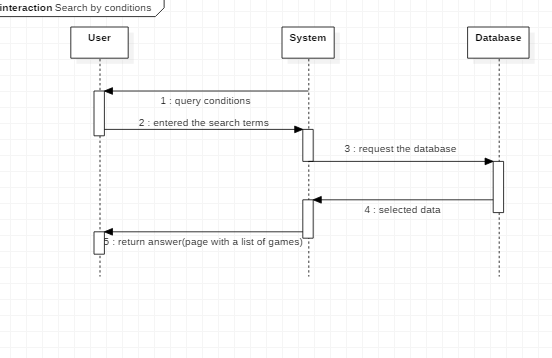 interaction Search by conditions
User
System
Database
1 : query conditions
2 : entered the search terms
3 : request the database
4 : selected data
5 : return answer(page with a list of games)